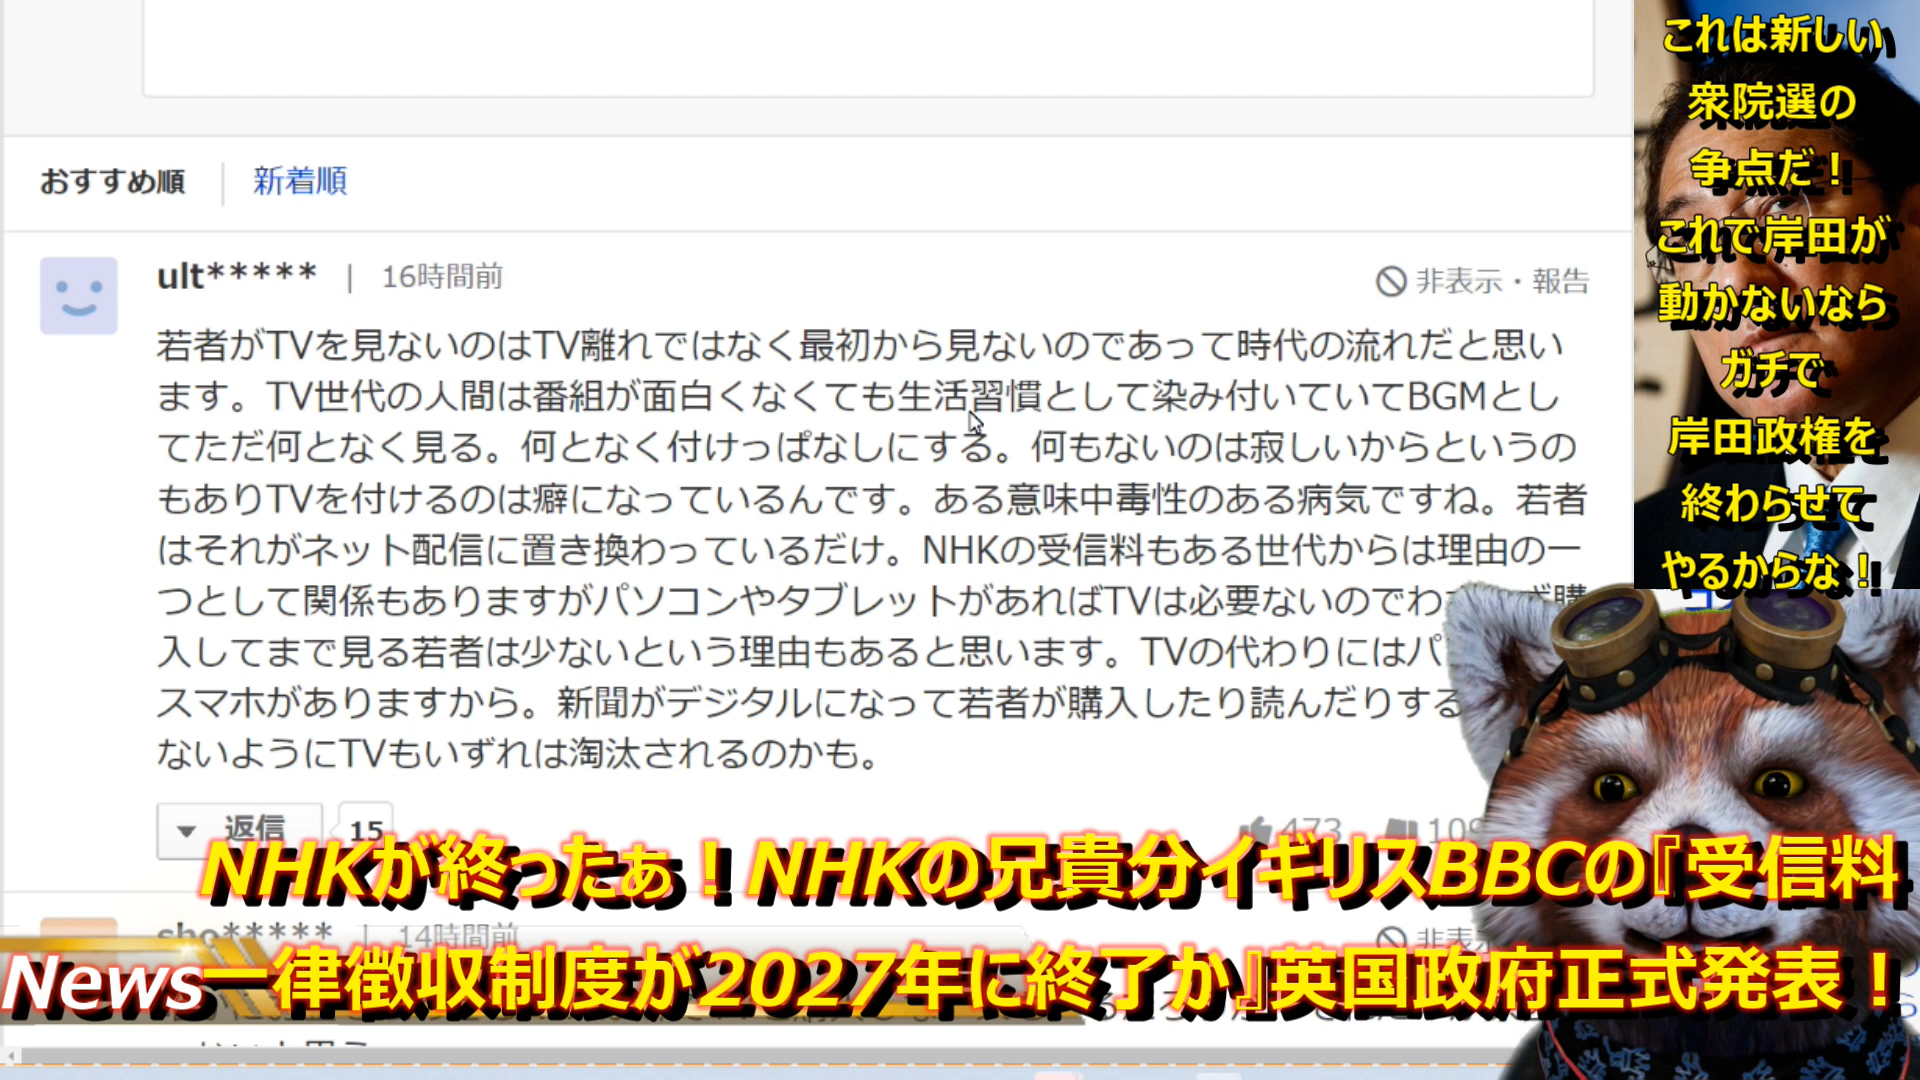 これは新しい
衆院選の
争点だ！
これで岸田が
動かないなら
ガチで
岸田政権を
終わらせて
やるからな！
おすすめ順
新着順
ult*****
16時間前
非表示・報告
若者がTVを見ないのはTV離れではなく最初から見ないのであって時代の流れだと思い
ます。TV世代の人間は番組が面白くなくても生活習慣として染み付いていてBGMとし
てただ何となく見る。何となく付けっぱなしにする。何もないのは寂しいからというの
もありTVを付けるのは癖になっているんです。ある意味中毒性のある病気ですね。若者
はそれがネット配信に置き換わっているだけ。NHKの受信料もある世代からは理由の一
つとして関係もありますがパソコンやタブレットがあればTVは必要ないのでわ
入してまで見る若者は少ないという理由もあると思います。TVの代わりにはパ
スマホがありますから。新聞がデジタルになって若者が購入したり読んだりする
ないようにTVもいずれは淘汰されるのかも。
返信
15
473
NHKが終ったぁ！NHKの兄貴分イギリスBBCの『受信料
sho*****
14時間前
News
一律徴収制度が2027年に終了か』英国政府正式発表！